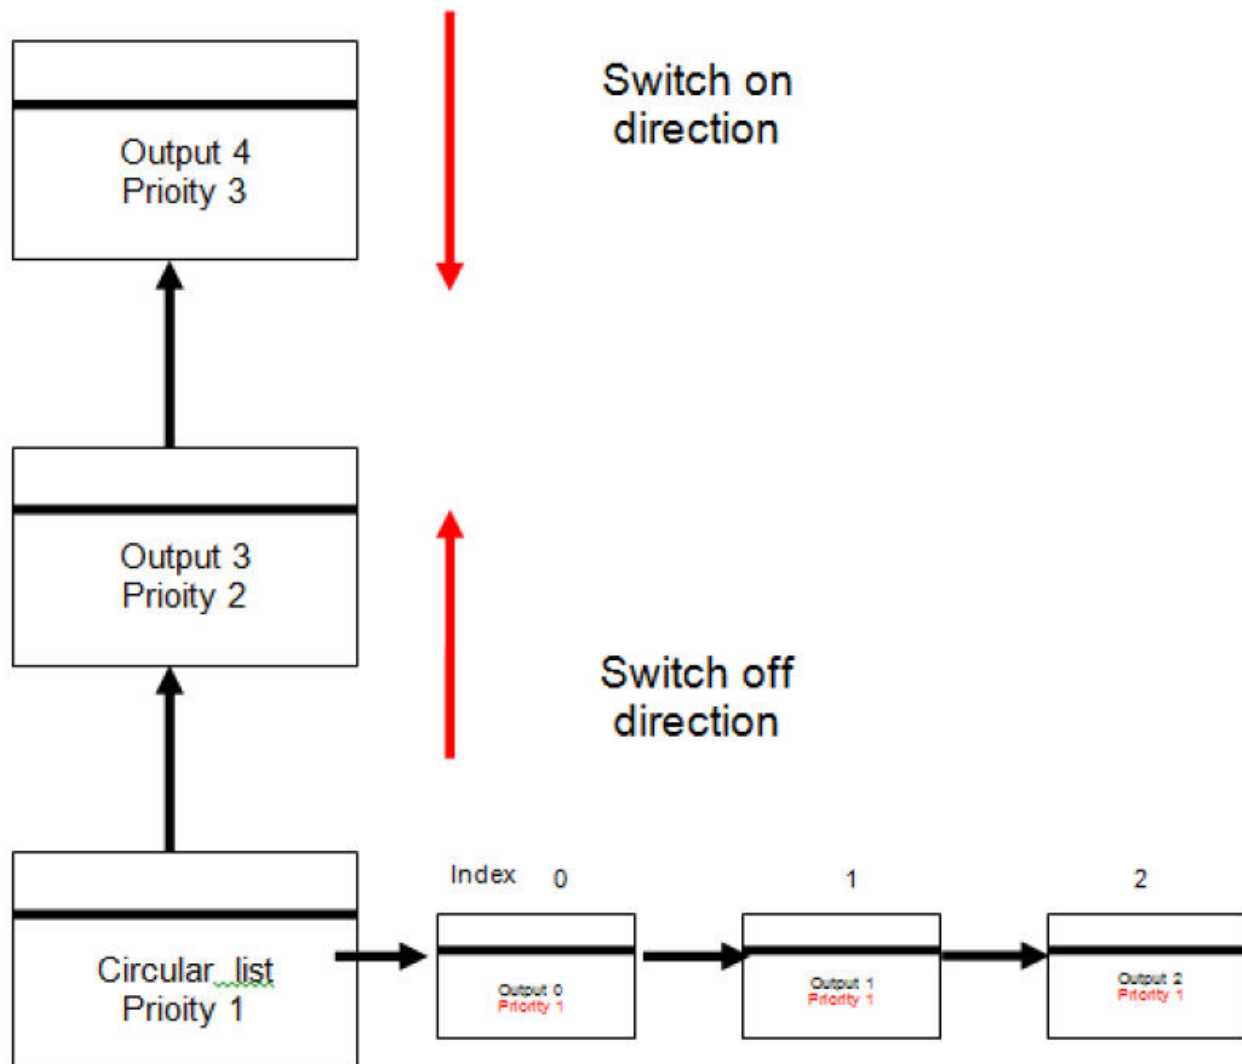 Switch on
direction
Output 4
Prioity 3
Output 3
Prioity 2
Switch off
direction
Index 0 1 2
Circular list
Prioity 1
Output 0
Priority 1
Output 1
Priority 1
Output 2
Priority 1